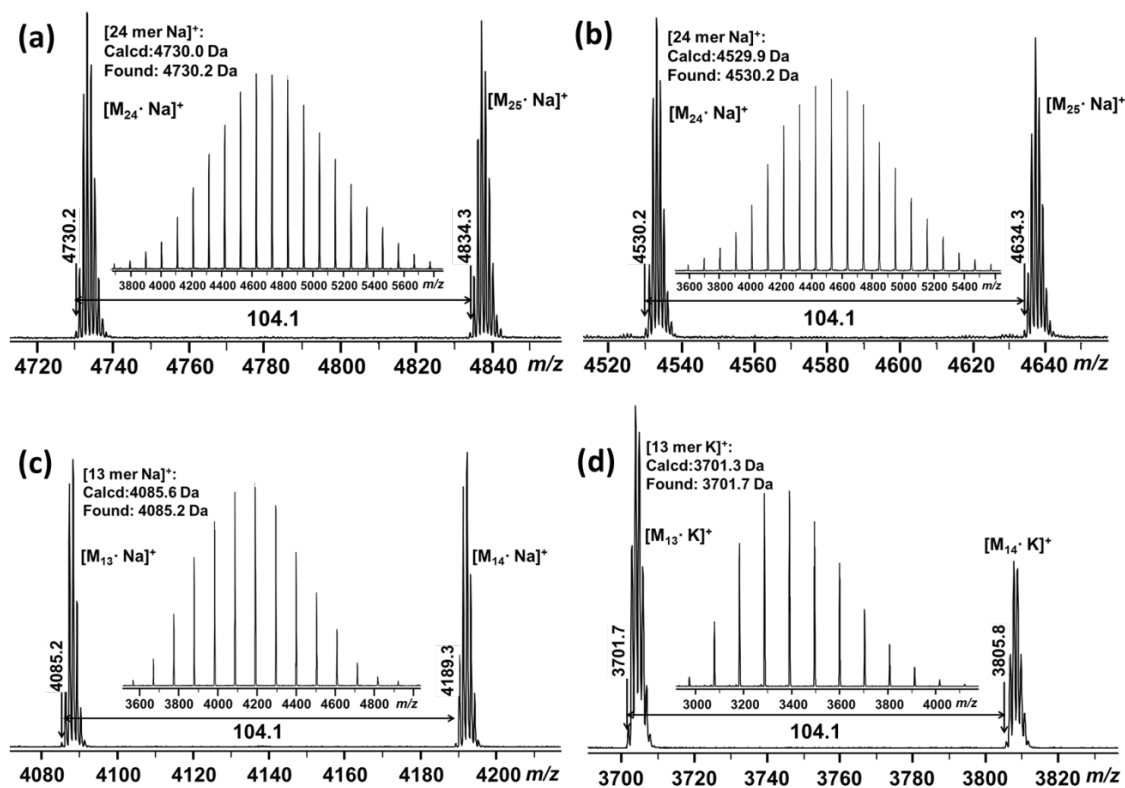 (a)
[24 mer Na]⁺:
Calcd:4730.0 Da
Found: 4730.2 Da
[M₂₄· Na]⁺
[M₂₅· Na]⁺
4730.2
4834.3
3800 4000 4200 4400 4600 4800 5000 5200 5400 5600 m/z
104.1
4720 4740 4760 4780 4800 4820 4840 m/z
(b)
[24 mer Na]⁺:
Calcd:4529.9 Da
Found: 4530.2 Da
[M₂₄· Na]⁺
[M₂₅· Na]⁺
4530.2
4634.3
3600 3800 4000 4200 4400 4600 4800 5000 5200 5400 m/z
104.1
4520 4540 4560 4580 4600 4620 4640 m/z
(c)
[13 mer Na]⁺:
Calcd:4085.6 Da
Found: 4085.2 Da
[M₁₃· Na]⁺
[M₁₄· Na]⁺
4085.2
4189.3
3600 3800 4000 4200 4400 4600 4800 m/z
104.1
4080 4100 4120 4140 4160 4180 4200 m/z
(d)
[13 mer K]⁺:
Calcd:3701.3 Da
Found: 3701.7 Da
[M₁₃· K]⁺
[M₁₄· K]⁺
3701.7
3805.8
3000 3200 3400 3600 3800 4000 m/z
104.1
3700 3720 3740 3760 3780 3800 3820 m/z